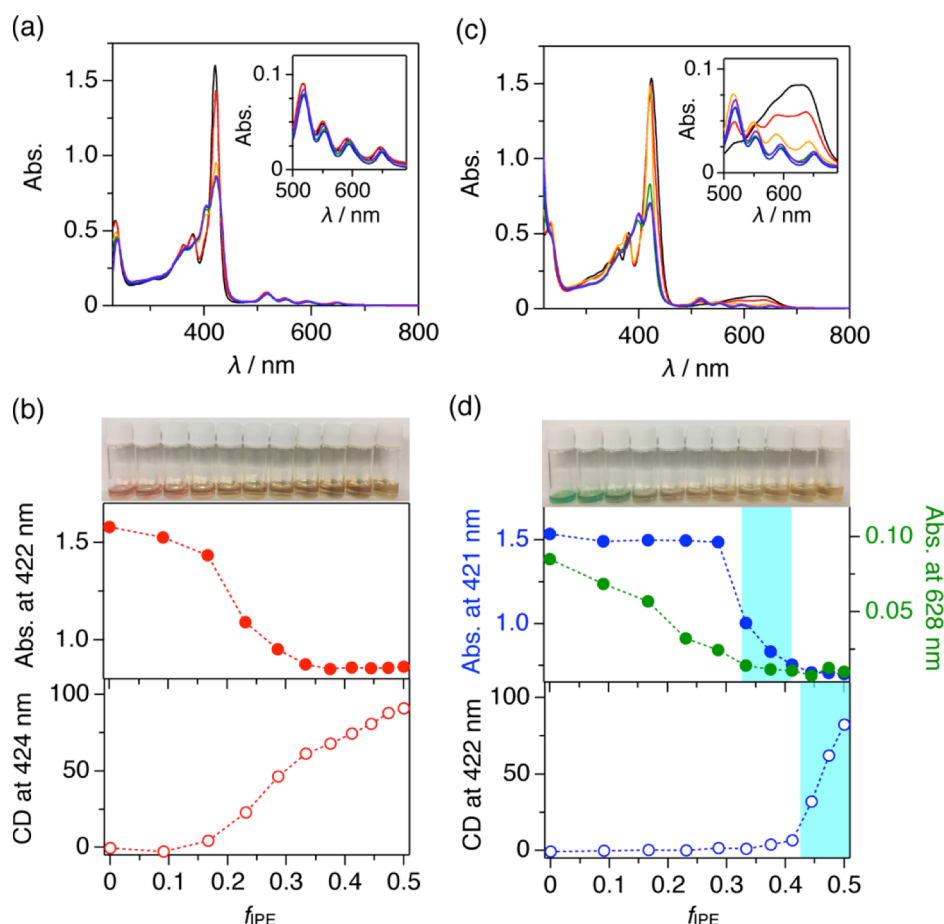 (a)
Abs.
1.5
1.0
0.5
0
400
600
800
λ / nm
Abs.
0.1
0
500
600
λ / nm
(c)
Abs.
1.5
1.0
0.5
0
400
600
800
λ / nm
Abs.
0.1
0
500
600
λ / nm
(b)
Abs. at 422 nm
1.5
1.0
CD at 424 nm
100
50
0
0
0.1
0.2
0.3
0.4
0.5
fIPE
(d)
Abs. at 421 nm
1.5
1.0
Abs. at 628 nm
0.10
0.05
CD at 422 nm
100
50
0
0
0.1
0.2
0.3
0.4
0.5
fIPE